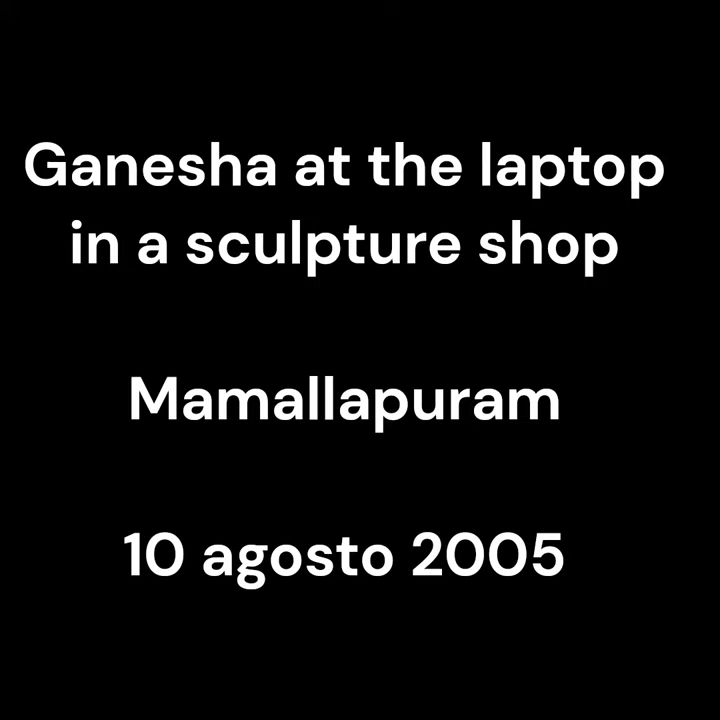 Ganesha at the laptop
in a sculpture shop
Mamallapuram
10 agosto 2005